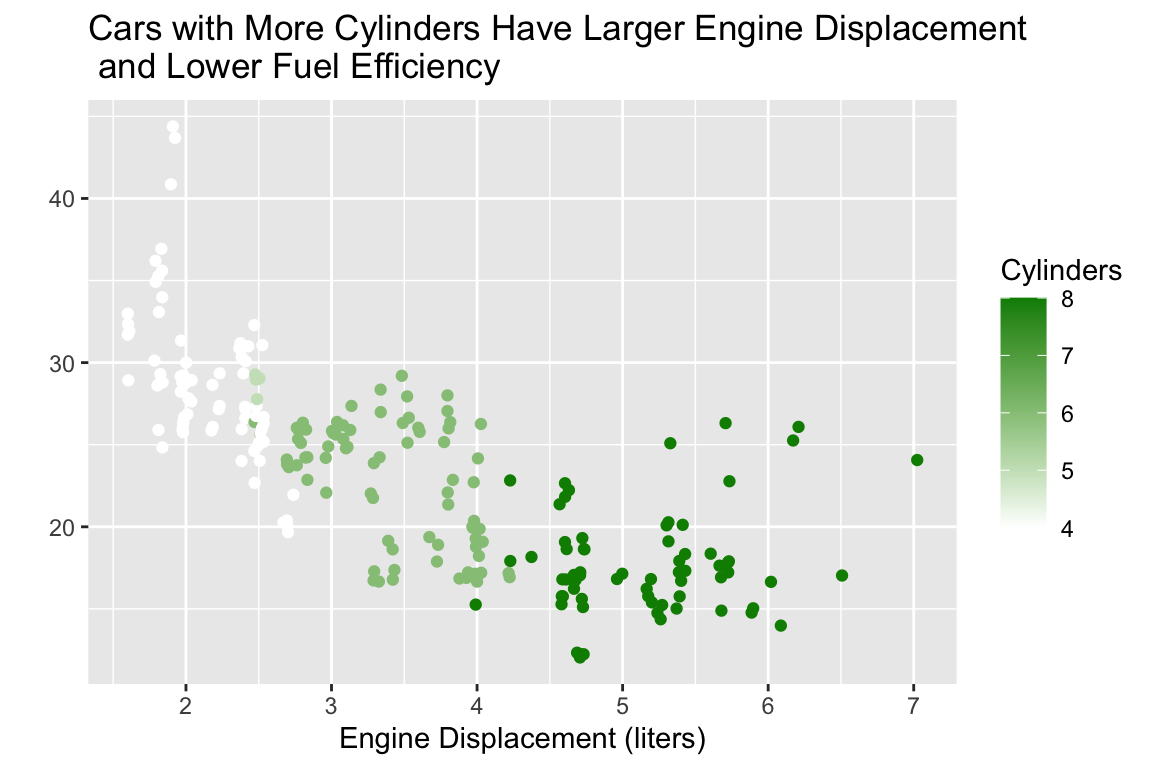 Cars with More Cylinders Have Larger Engine Displacement
and Lower Fuel Efficiency
40
30
20
2 3 4 5 6 7
Engine Displacement (liters)
Cylinders
8
7
6
5
4